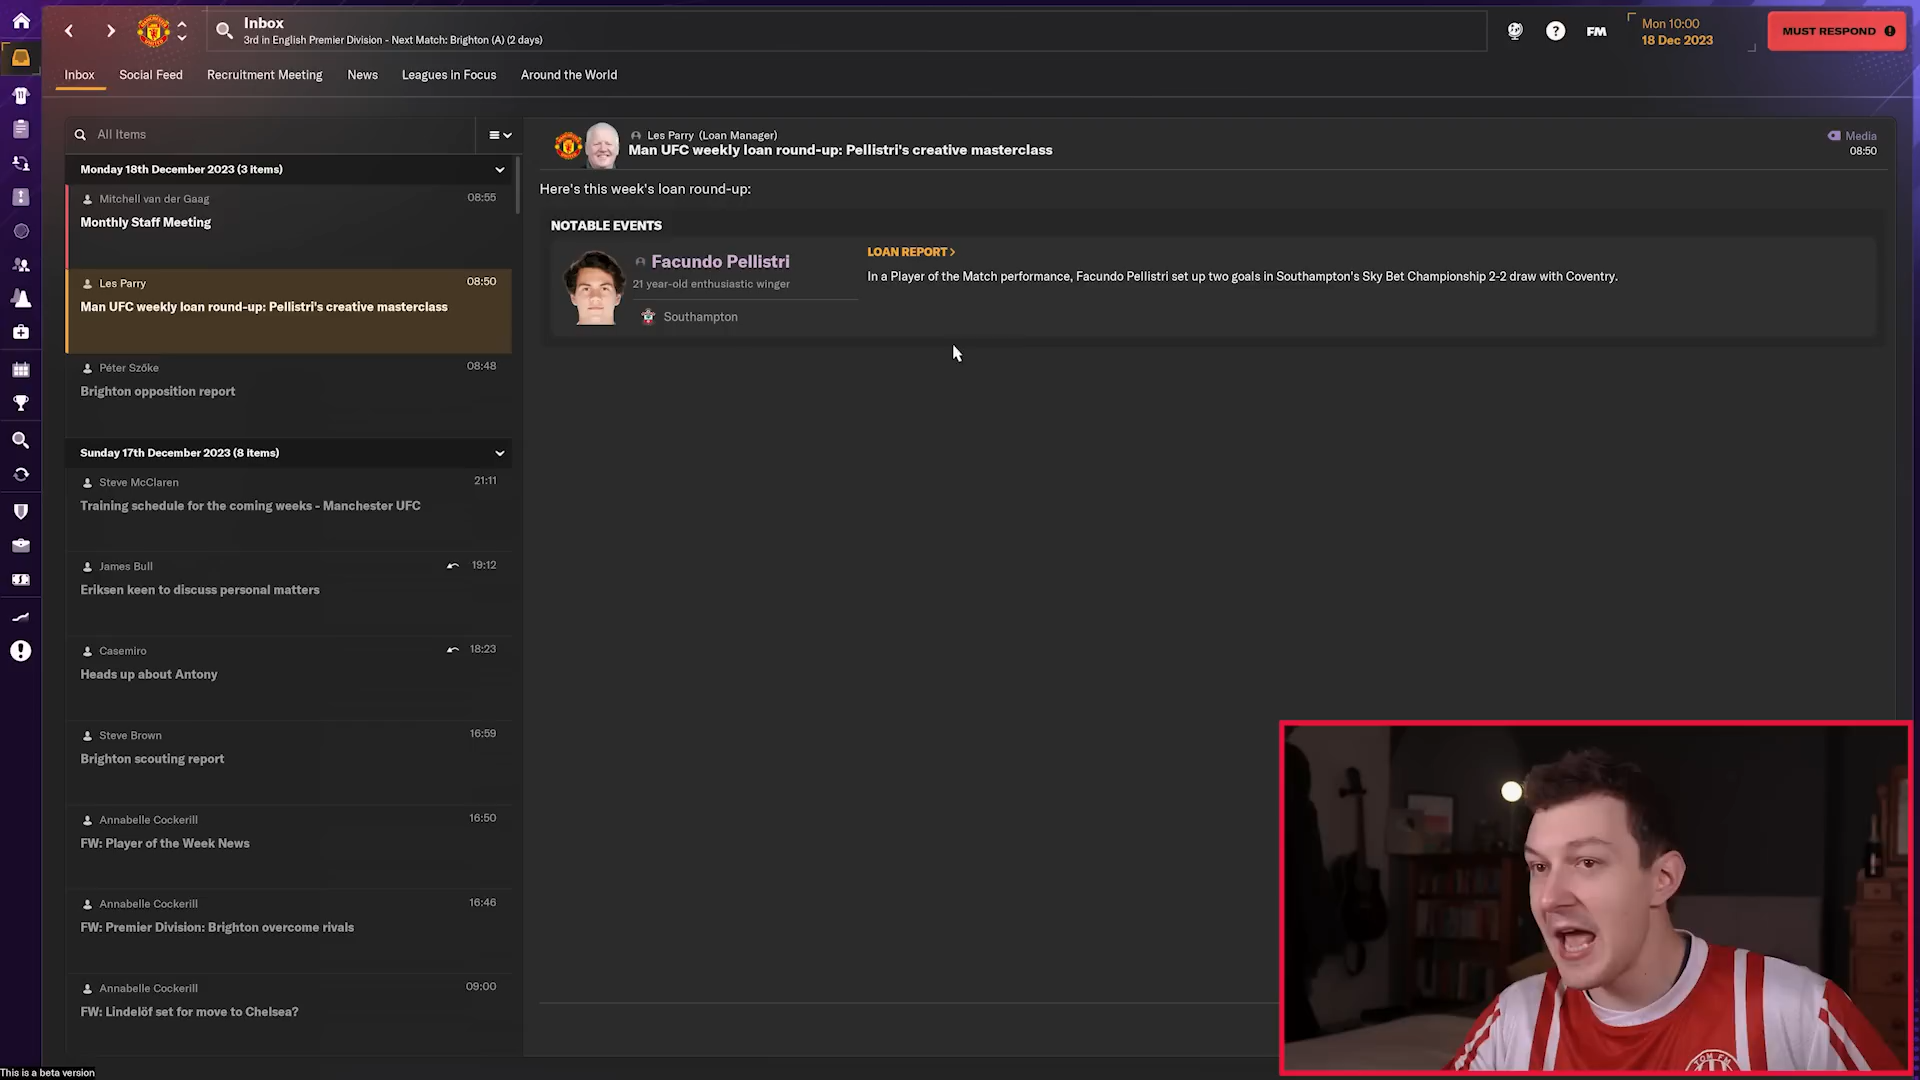 Inbox
3rd in English Premier Division - Next Match: Brighton (A) (2 days)
FM
Mon 10:00
18 Dec 2023
MUST RESPOND
Inbox
Social Feed
Recruitment Meeting
News
Leagues in Focus
Around the World
All Items
Monday 18th December 2023 (3 items)
Mitchell van der Gaag
08:55
Monthly Staff Meeting
Les Parry
08:50
Man UFC weekly loan round-up: Pellistri's creative masterclass
Péter Szőke
08:48
Brighton opposition report
Sunday 17th December 2023 (8 items)
Steve McClaren
21:11
Training schedule for the coming weeks - Manchester UFC
James Bull
19:12
Eriksen keen to discuss personal matters
Casemiro
18:23
Heads up about Antony
Steve Brown
16:59
Brighton scouting report
Annabelle Cockerill
16:50
FW: Player of the Week News
Annabelle Cockerill
16:46
FW: Premier Division: Brighton overcome rivals
Annabelle Cockerill
09:00
FW: Lindelöf set for move to Chelsea?
Les Parry (Loan Manager)
Man UFC weekly loan round-up: Pellistri's creative masterclass
Media
08:50
Here's this week's loan round-up:
NOTABLE EVENTS
Facundo Pellistri
21 year-old enthusiastic winger
Southampton
LOAN REPORT >
In a Player of the Match performance, Facundo Pellistri set up two goals in Southampton's Sky Bet Championship 2-2 draw with Coventry.
TOM FM
This is a beta version